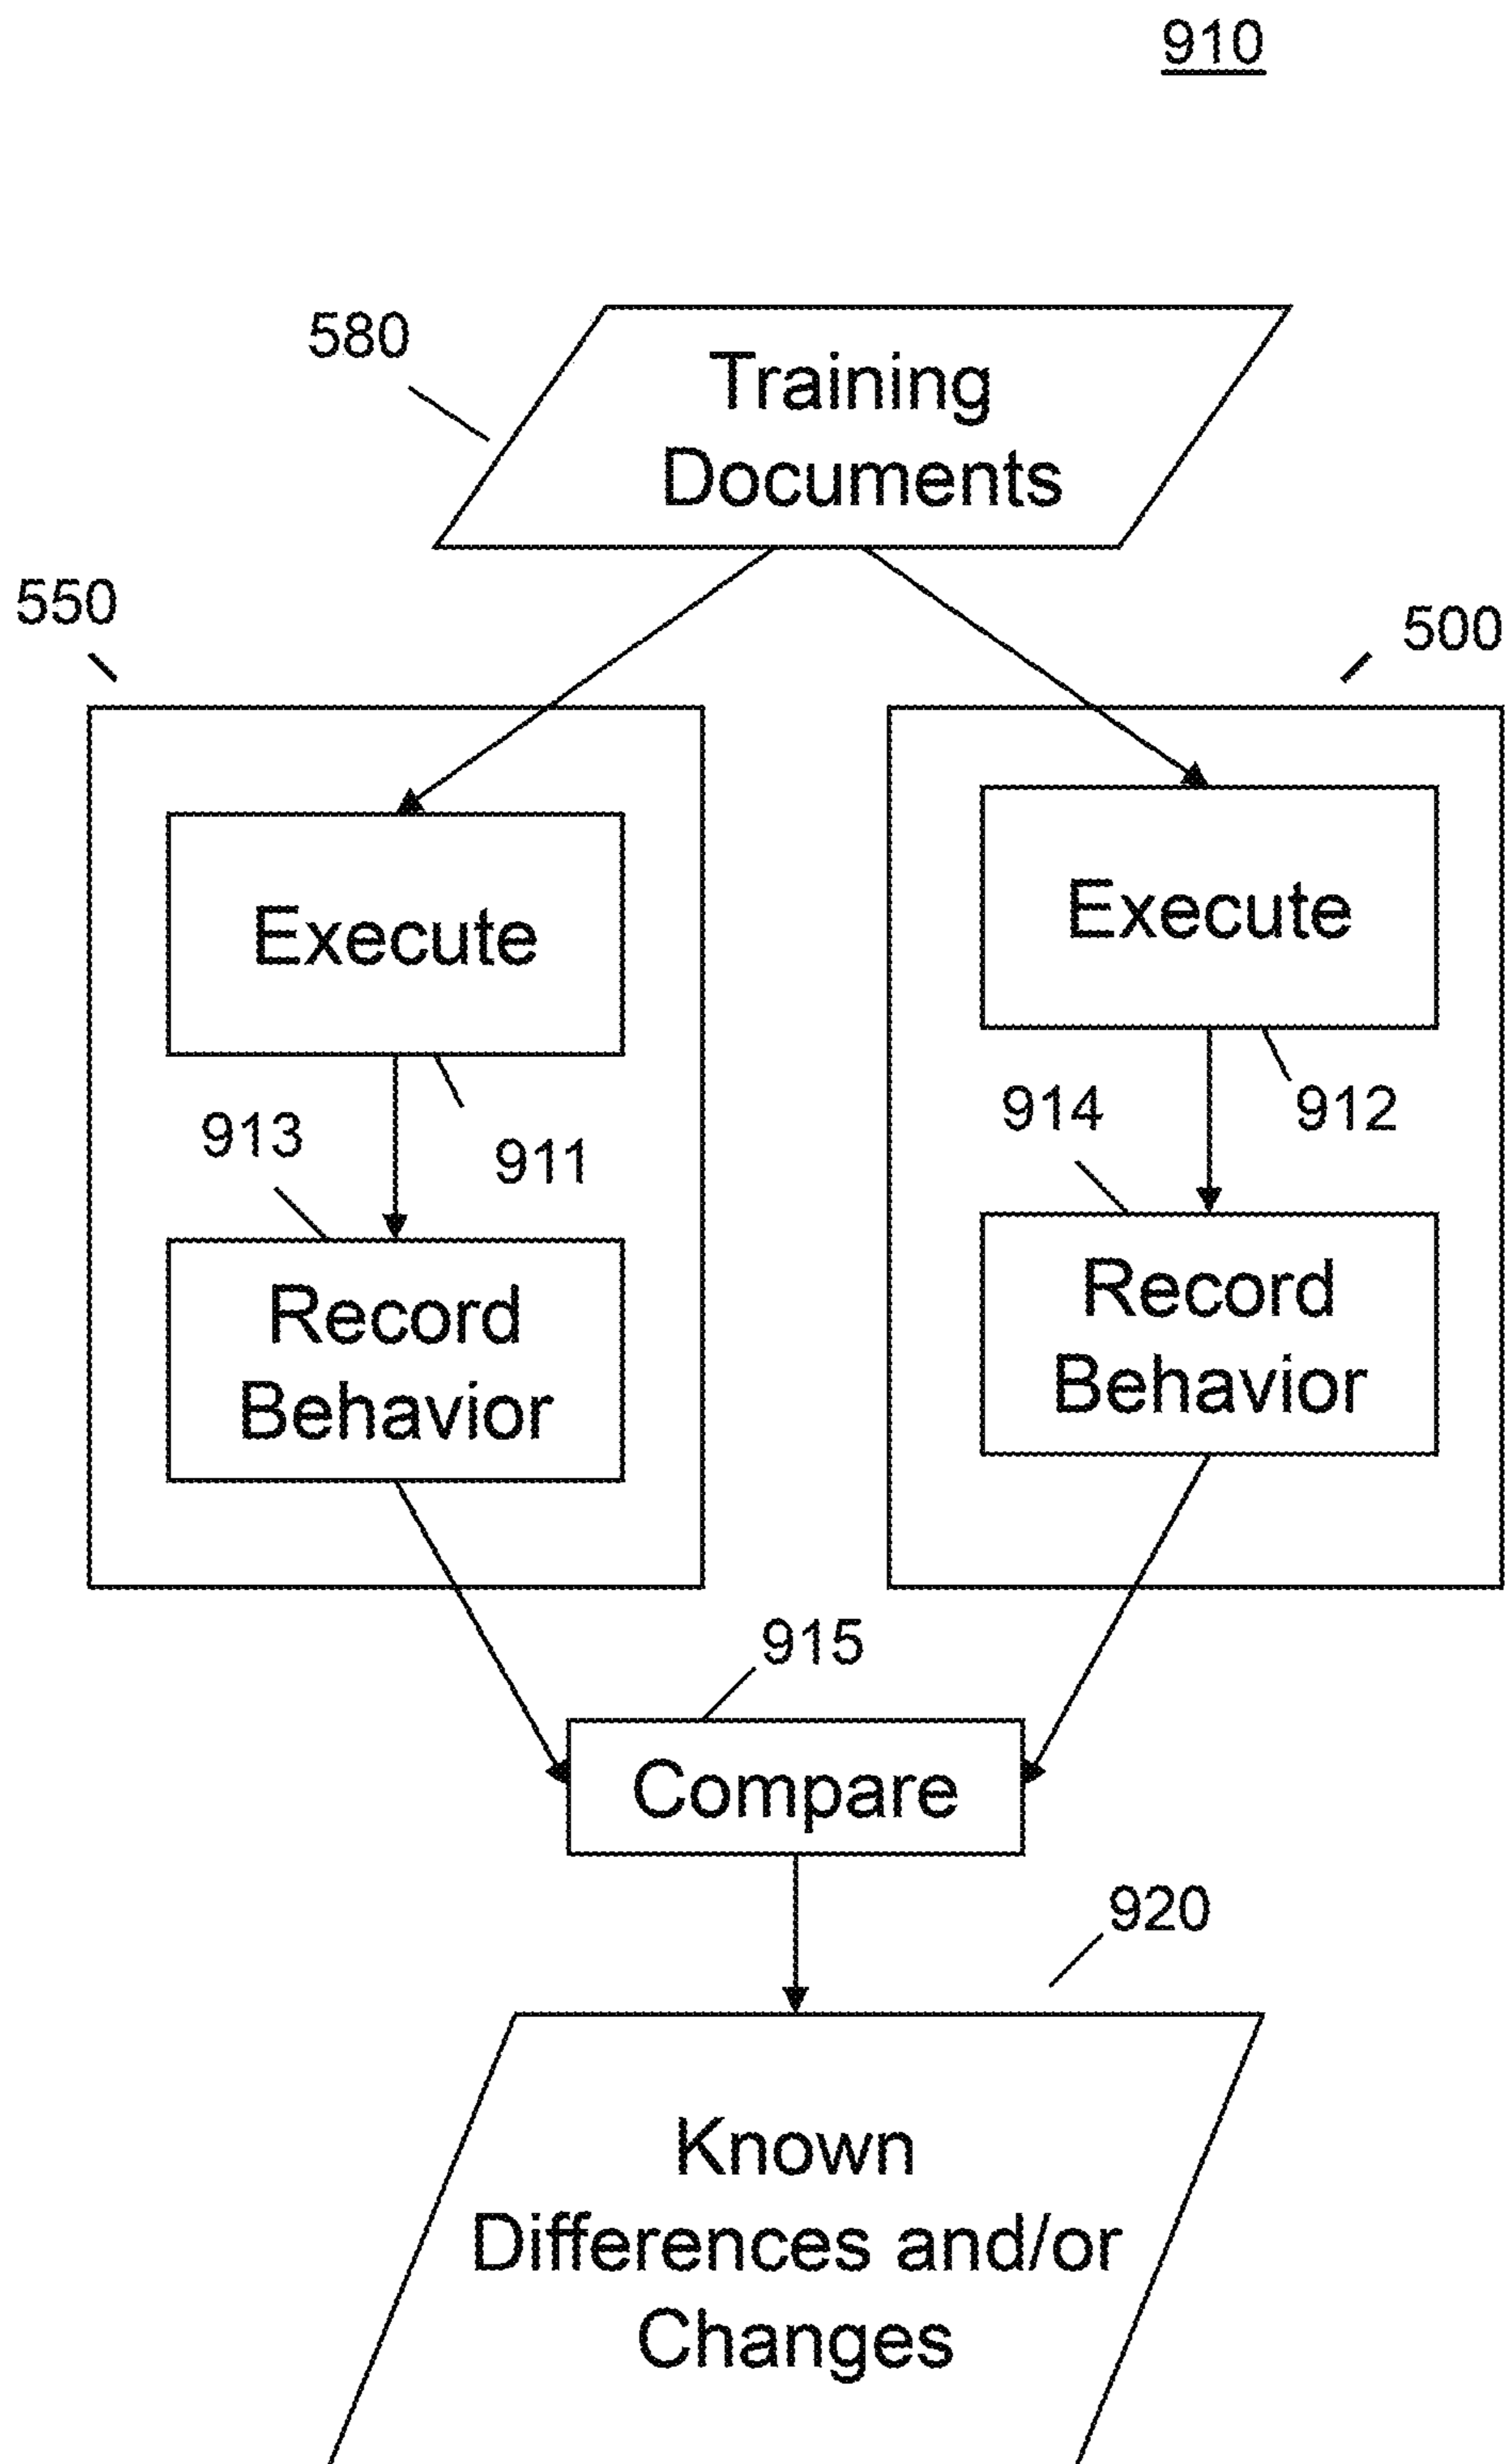 910
580
Training
Documents
550
500
Execute
Execute
913
911
914
912
Record
Behavior
Record
Behavior
915
Compare
920
Known
Differences and/or
Changes